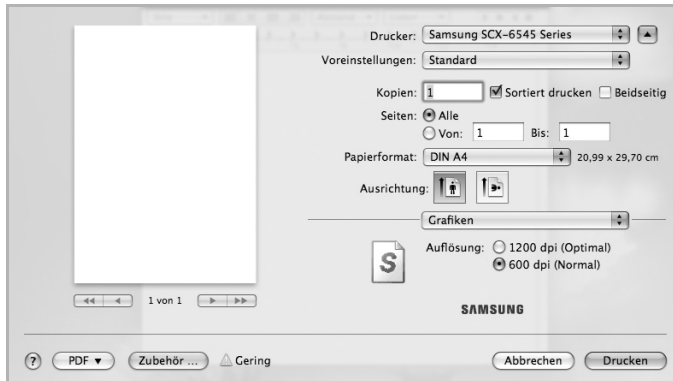 Drucker: Samsung SCX-6545 Series
Voreinstellungen: Standard
Kopien: 1 Sortiert drucken Beidseitig
Seiten: Alle
Von: 1 Bis: 1
Papierformat: DIN A4 20,99 x 29,70 cm
Ausrichtung:
Grafiken
S
Auflösung: 1200 dpi (Optimal)
600 dpi (Normal)
1 von 1
SAMSUNG
? PDF Zubehör ... Gering Abbrechen Drucken